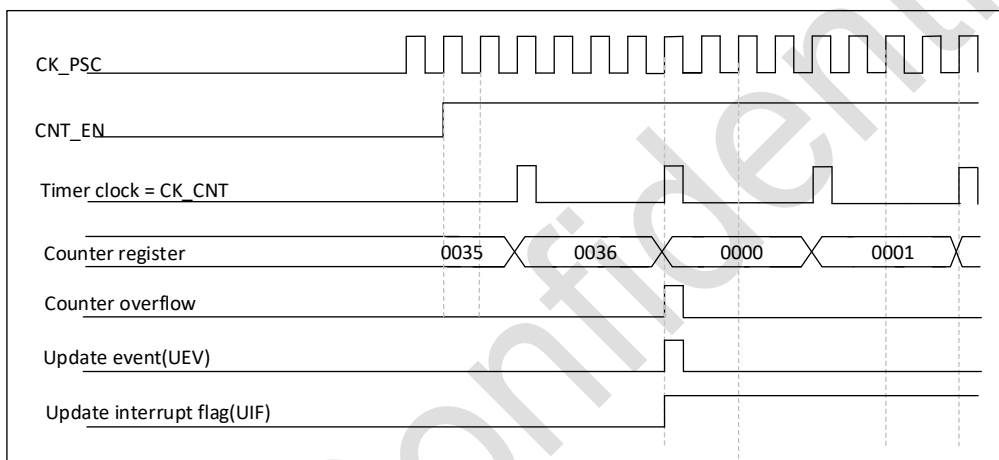 CK_PSC
CNT_EN
Timer clock = CK_CNT
Counter register 0035 0036 0000 0001
Counter overflow
Update event(UEV)
Update interrupt flag(UIF)